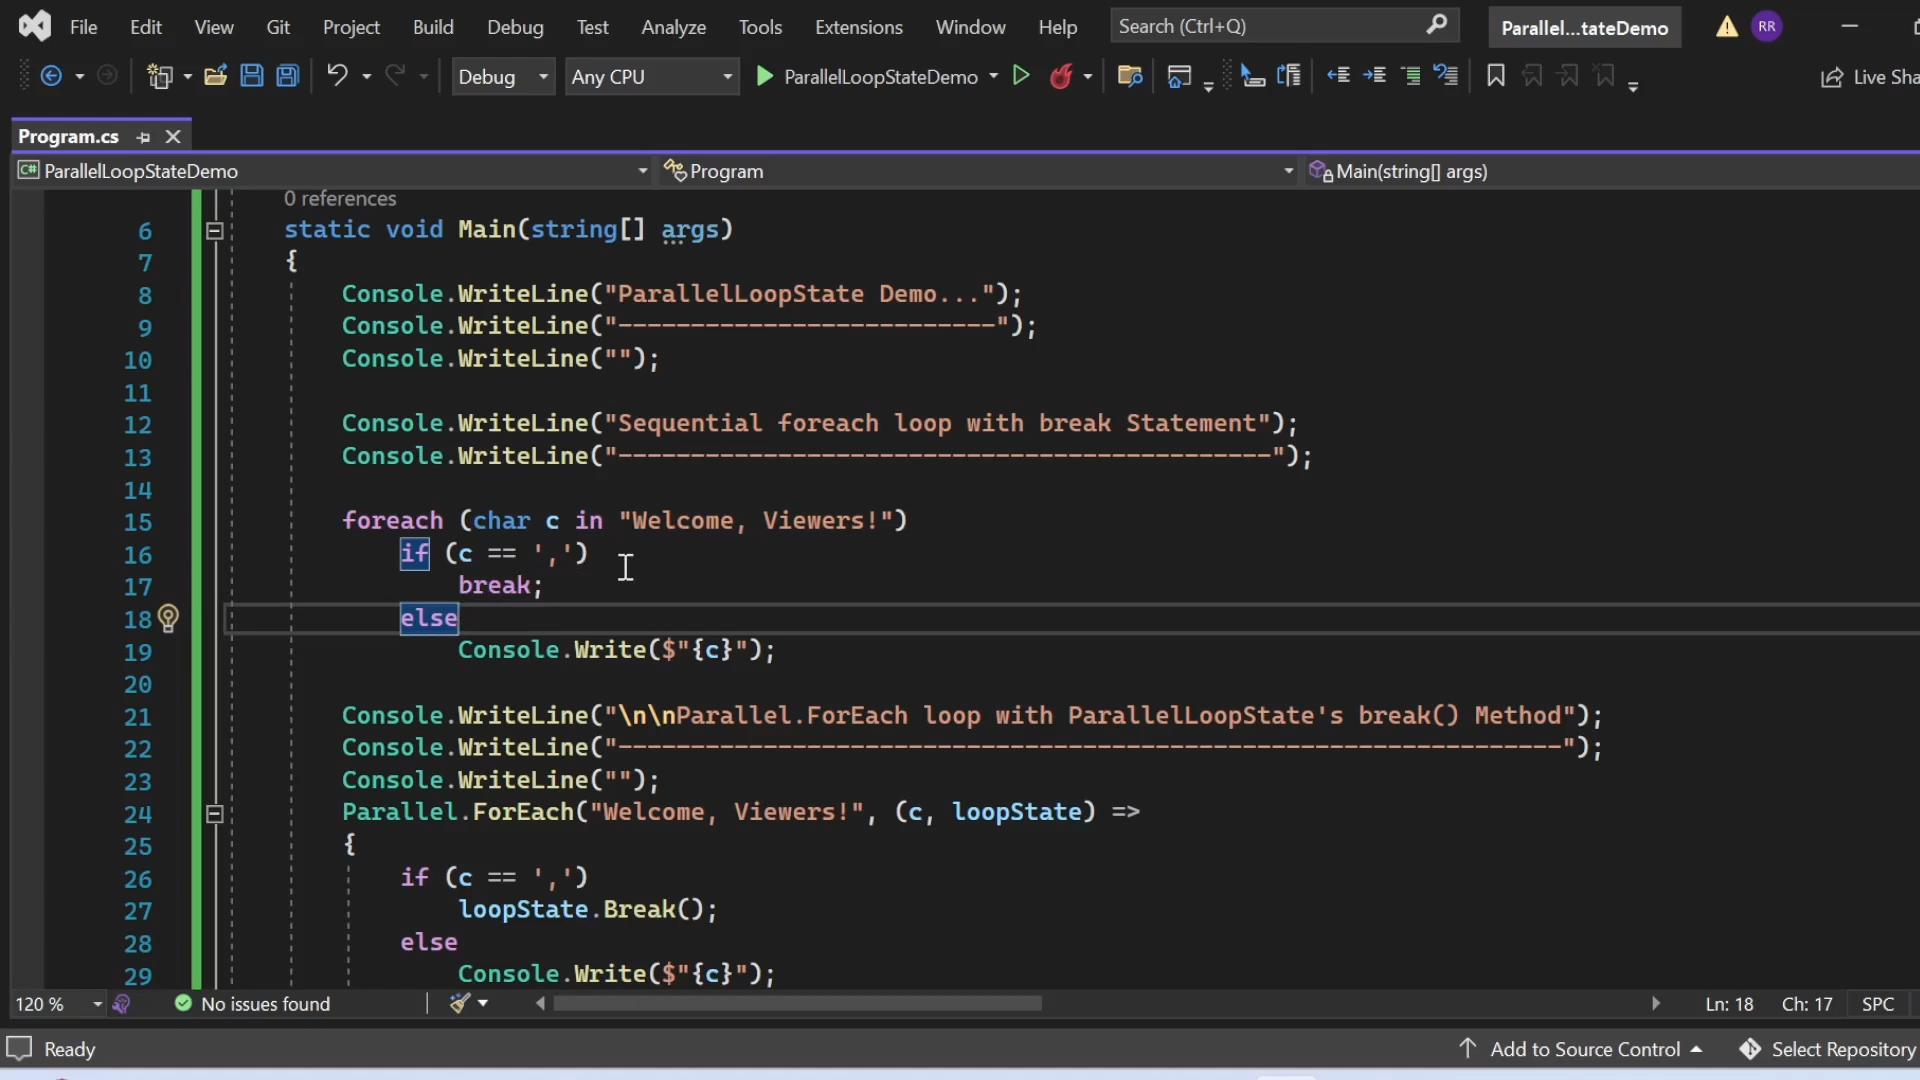 File Edit View Git Project Build Debug Test Analyze Tools Extensions Window Help Search (Ctrl+Q) Parallel...tateDemo RR
Debug Any CPU ParallelLoopStateDemo Live Sha
Program.cs
C# ParallelLoopStateDemo Program Main(string[] args)
0 references
6 static void Main(string[] args)
7 {
8 Console.WriteLine("ParallelLoopState Demo...");
9 Console.WriteLine("--------------------------");
10 Console.WriteLine("");
11
12 Console.WriteLine("Sequential foreach loop with break Statement");
13 Console.WriteLine("---------------------------------------------");
14
15 foreach (char c in "Welcome, Viewers!")
16 if (c == ',')
17 break;
18 else
19 Console.Write($"{c}");
20
21 Console.WriteLine("\n\nParallel.ForEach loop with ParallelLoopState's break() Method");
22 Console.WriteLine("-----------------------------------------------------------------");
23 Console.WriteLine("");
24 Parallel.ForEach("Welcome, Viewers!", (c, loopState) =>
25 {
26 if (c == ',')
27 loopState.Break();
28 else
29 Console.Write($"{c}");
120 % No issues found Ln: 18 Ch: 17 SPC
Ready Add to Source Control Select Repository